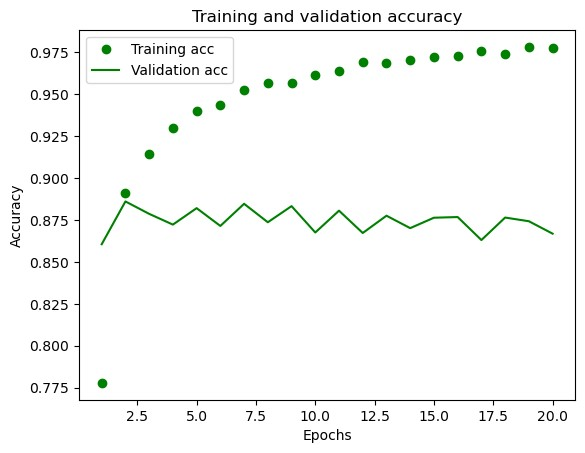 Training and validation accuracy
Training acc
Validation acc
0.975
0.950
0.925
0.900
0.875
0.850
0.825
0.800
0.775
Accuracy
2.5 5.0 7.5 10.0 12.5 15.0 17.5 20.0
Epochs